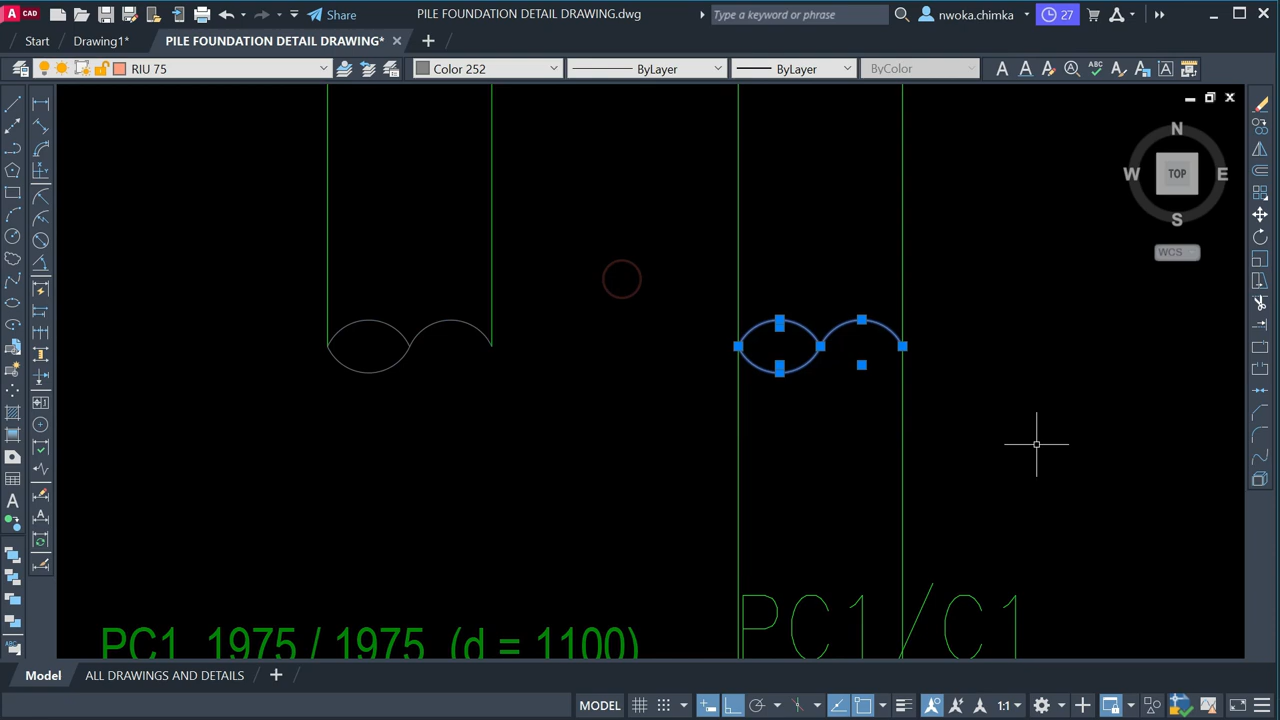 A CAD
Share
PILE FOUNDATION DETAIL DRAWING.dwg
Type a keyword or phrase
nwoka.chimka
27
Start
Drawing1*
PILE FOUNDATION DETAIL DRAWING*
RIU 75
Color 252
ByLayer
ByLayer
ByColor
N
W
TOP
E
S
WCS
PC1/C1
PC1 1975 / 1975 (d = 1100)
Model
ALL DRAWINGS AND DETAILS
MODEL
1:1